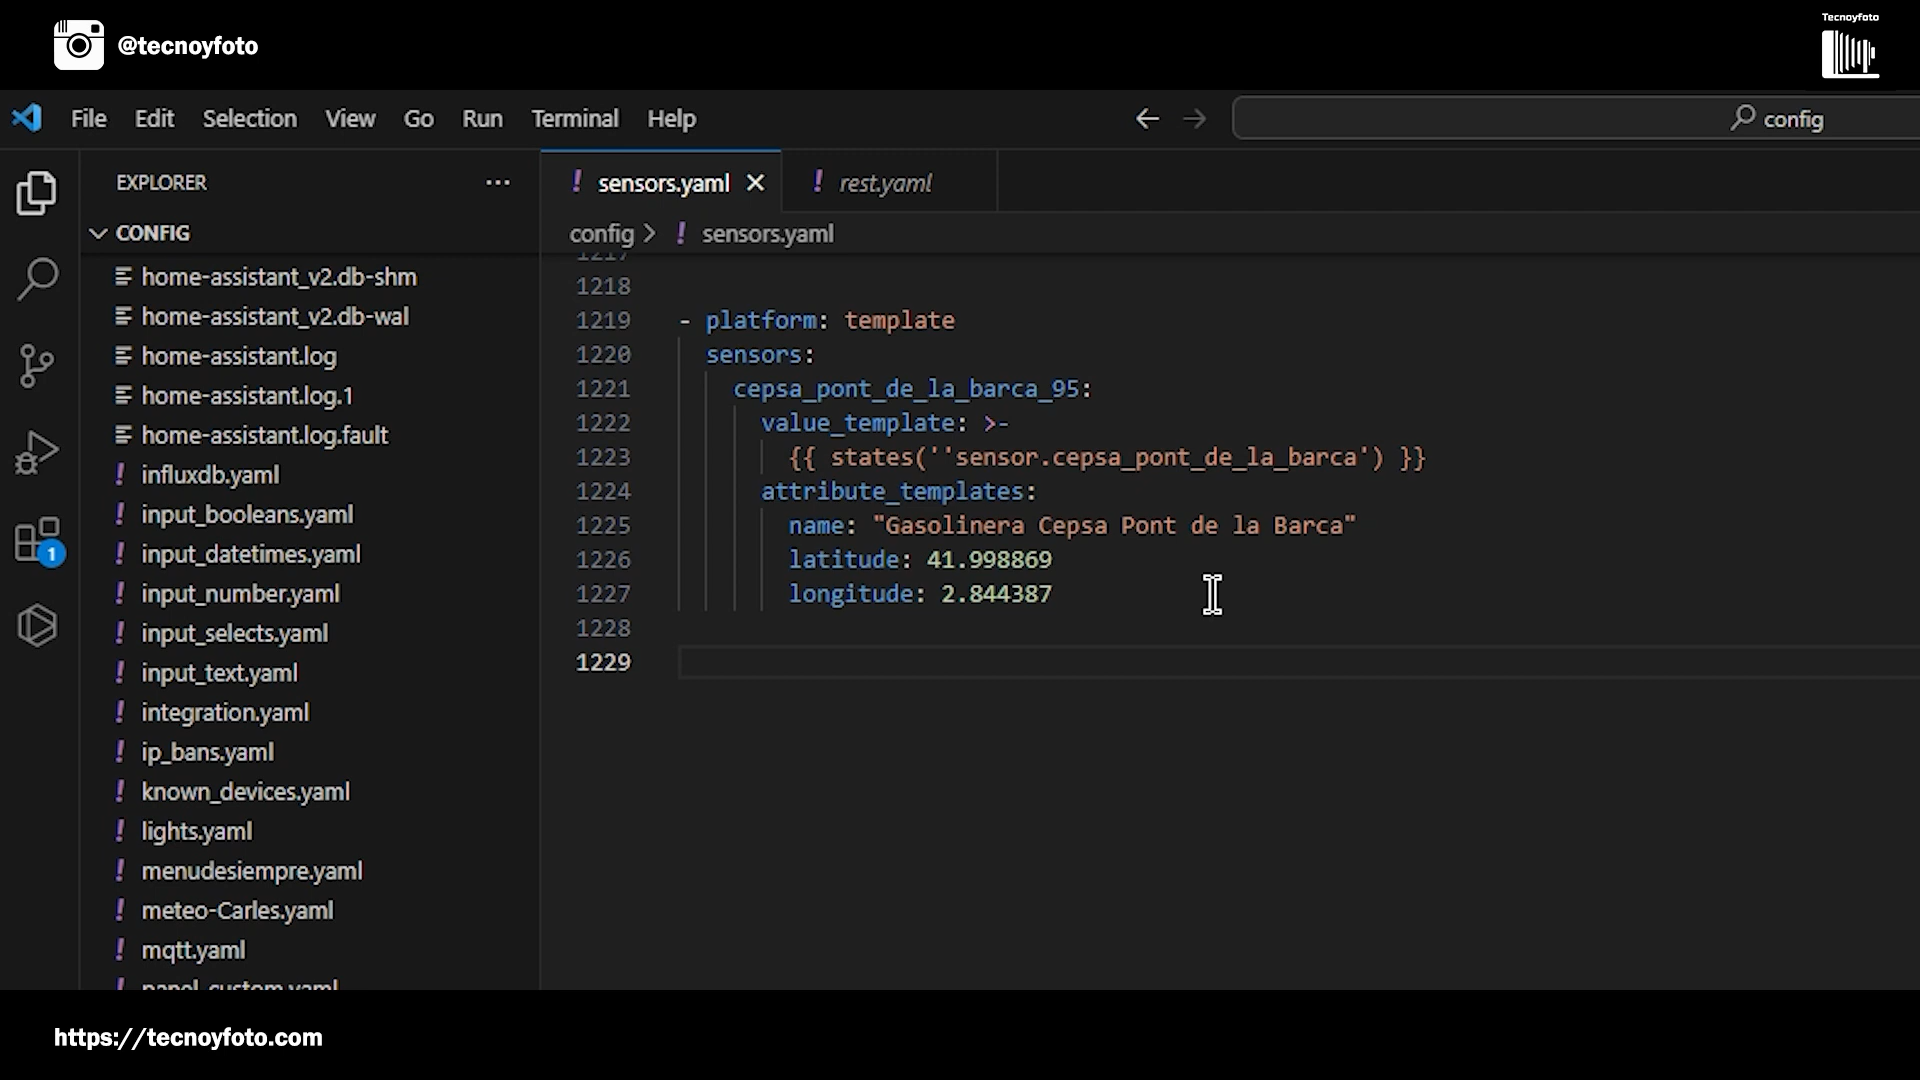 @tecnoyfoto
Tecnoyfoto
File Edit Selection View Go Run Terminal Help
config
EXPLORER ...
CONFIG
home-assistant_v2.db-shm
home-assistant_v2.db-wal
home-assistant.log
home-assistant.log.1
home-assistant.log.fault
! influxdb.yaml
! input_booleans.yaml
! input_datetimes.yaml
! input_number.yaml
! input_selects.yaml
! input_text.yaml
! integration.yaml
! ip_bans.yaml
! known_devices.yaml
! lights.yaml
! menudesiempre.yaml
! meteo-Carles.yaml
! mqtt.yaml
! panel_custom.yaml
1
! sensors.yaml ! rest.yaml
config > ! sensors.yaml
1217
1218
1219 - platform: template
1220 sensors:
1221 cepsa_pont_de_la_barca_95:
1222 value_template: >-
1223 {{ states(''sensor.cepsa_pont_de_la_barca') }}
1224 attribute_templates:
1225 name: "Gasolinera Cepsa Pont de la Barca"
1226 latitude: 41.998869
1227 longitude: 2.844387
1228
1229
https://tecnoyfoto.com